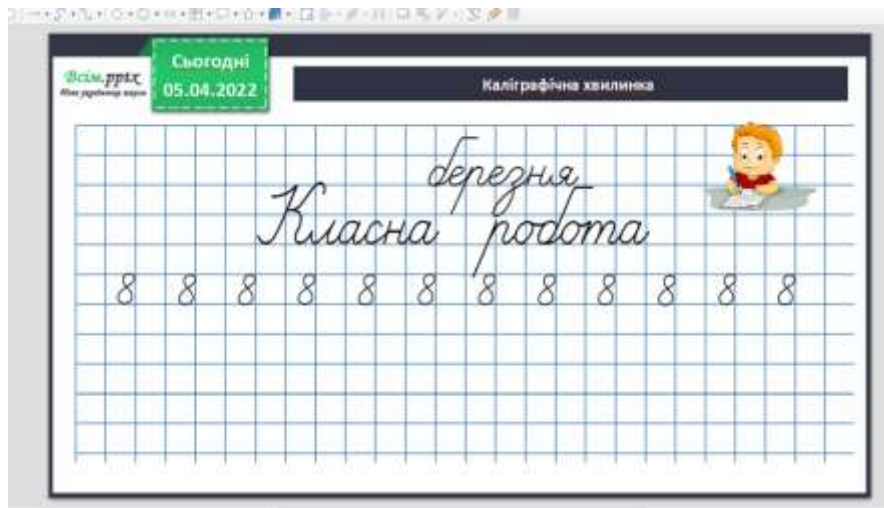 Всім.pptx
Сьогодні
05.04.2022
Каліграфічна хвилинка
березня
Класна робота
8 8 8 8 8 8 8 8 8 8 8 8